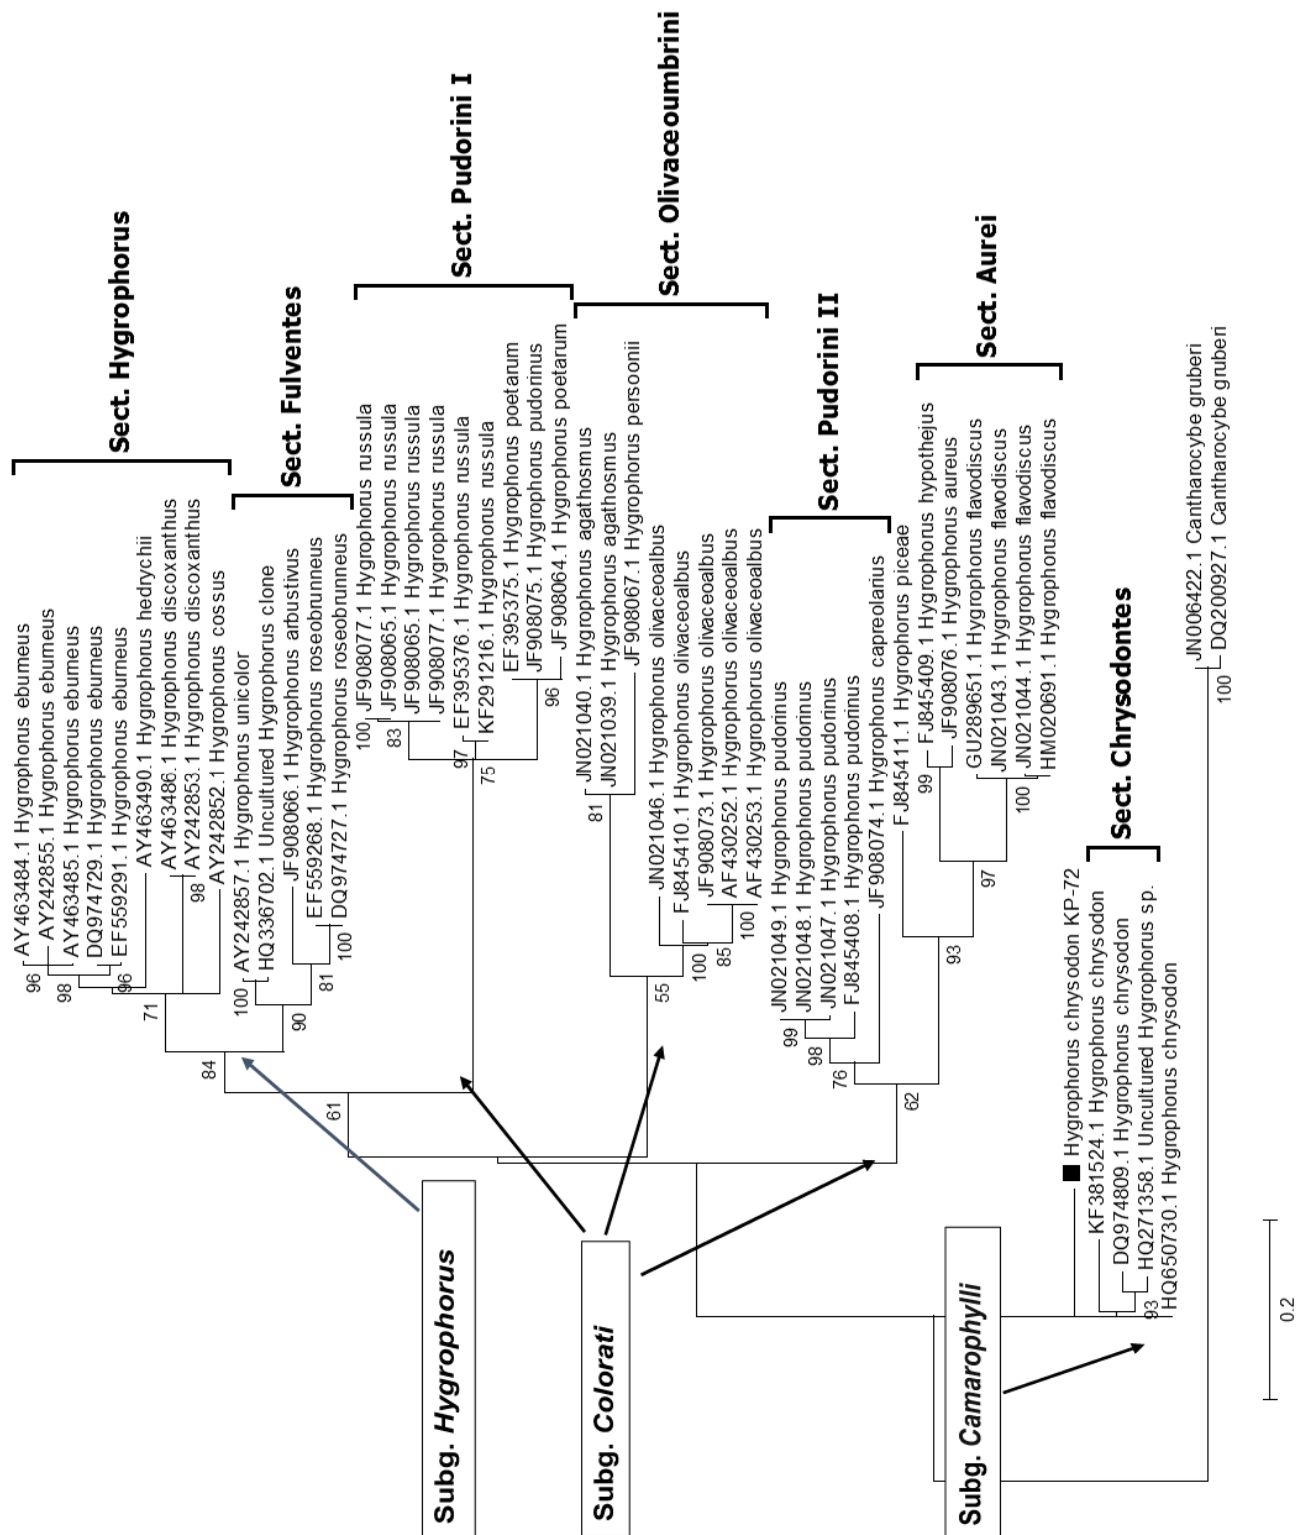 AY463484.1 Hygrophorus eburneus
AY242855.1 Hygrophorus eburneus
AY463485.1 Hygrophorus eburneus
DQ974729.1 Hygrophorus eburneus
EF559291.1 Hygrophorus eburneus
AY463490.1 Hygrophorus hedrychii
AY463486.1 Hygrophorus discoxanthus
AY242853.1 Hygrophorus discoxanthus
AY242852.1 Hygrophorus cossus
AY242857.1 Hygrophorus unicolor
HQ336702.1 Uncultured Hygrophorus clone
JF908066.1 Hygrophorus arbustivus
EF559268.1 Hygrophorus roseobrunneus
DQ974727.1 Hygrophorus roseobrunneus
JF908077.1 Hygrophorus russula
JF908065.1 Hygrophorus russula
JF908065.1 Hygrophorus russula
JF908077.1 Hygrophorus russula
EF395376.1 Hygrophorus russula
KF291216.1 Hygrophorus russula
EF395375.1 Hygrophorus poetarum
JF908075.1 Hygrophorus pudorinus
JF908064.1 Hygrophorus poetarum
JN021040.1 Hygrophorus agathosmus
JN021039.1 Hygrophorus agathosmus
JF908067.1 Hygrophorus persoonii
JN021046.1 Hygrophorus olivaceoalbus
FJ845410.1 Hygrophorus olivaceoalbus
JF908073.1 Hygrophorus olivaceoalbus
AF430252.1 Hygrophorus olivaceoalbus
AF430253.1 Hygrophorus olivaceoalbus
JN021049.1 Hygrophorus pudorinus
JN021048.1 Hygrophorus pudorinus
JN021047.1 Hygrophorus pudorinus
FJ845408.1 Hygrophorus pudorinus
JF908074.1 Hygrophorus capreolarius
FJ845411.1 Hygrophorus piceae
FJ845409.1 Hygrophorus hypothejus
JF908076.1 Hygrophorus aureus
GU289651.1 Hygrophorus flavodiscus
JN021043.1 Hygrophorus flavodiscus
JN021044.1 Hygrophorus flavodiscus
HM020691.1 Hygrophorus flavodiscus
Hygrophorus chrysodon KP-72
KF381524.1 Hygrophorus chrysodon
DQ974809.1 Hygrophorus chrysodon
HQ271358.1 Uncultured Hygrophorus sp.
HQ650730.1 Hygrophorus chrysodon
JN006422.1 Cantharocybe gruberi
DQ200927.1 Cantharocybe gruberi
Sect. Hygrophorus
Sect. Fulventes
Sect. Pudorini I
Sect. Olivaceoumbrini
Sect. Pudorini II
Sect. Aurei
Sect. Chrysodontes
Subg. Hygrophorus
Subg. Colorati
Subg. Camarophylli
96
98
96
98
71
100
81
90
84
100
83
97
75
96
61
81
100
85
100
55
99
98
76
99
100
97
93
62
93
100
0.2